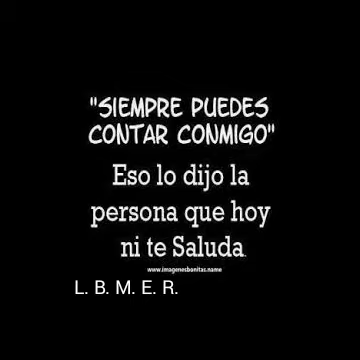 "SIEMPRE PUEDES
CONTAR CONMIGO"
Eso lo dijo la
persona que hoy
ni te Saluda.
www.imagenesbonitas.name
L. B. M. E. R.